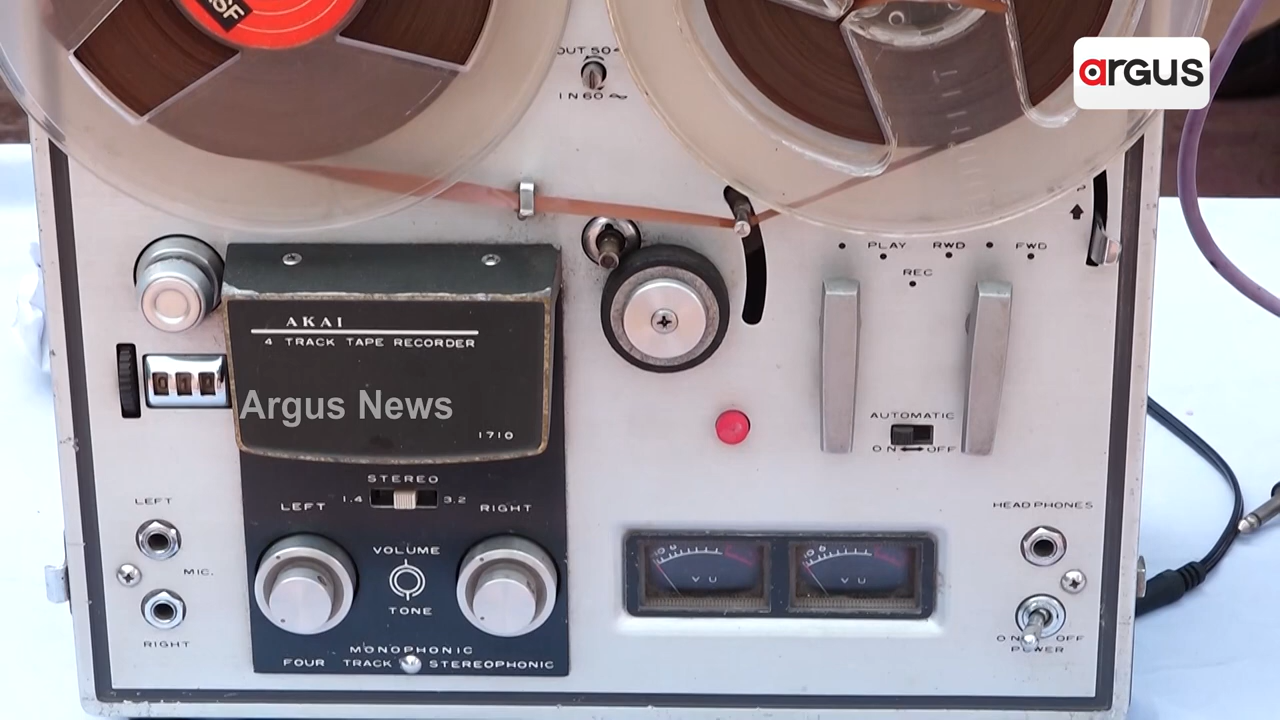 OUT 50
IN 60
argus
PLAY RWD FWD
REC
AKAI
4 TRACK TAPE RECORDER
Argus News
1710
010
AUTOMATIC
ON OFF
STEREO
1.4 3.2
LEFT RIGHT
VOLUME
TONE
MONOPHONIC
FOUR TRACK STEREOPHONIC
LEFT
MIC.
RIGHT
VU VU
HEAD PHONES
ON OFF
POWER